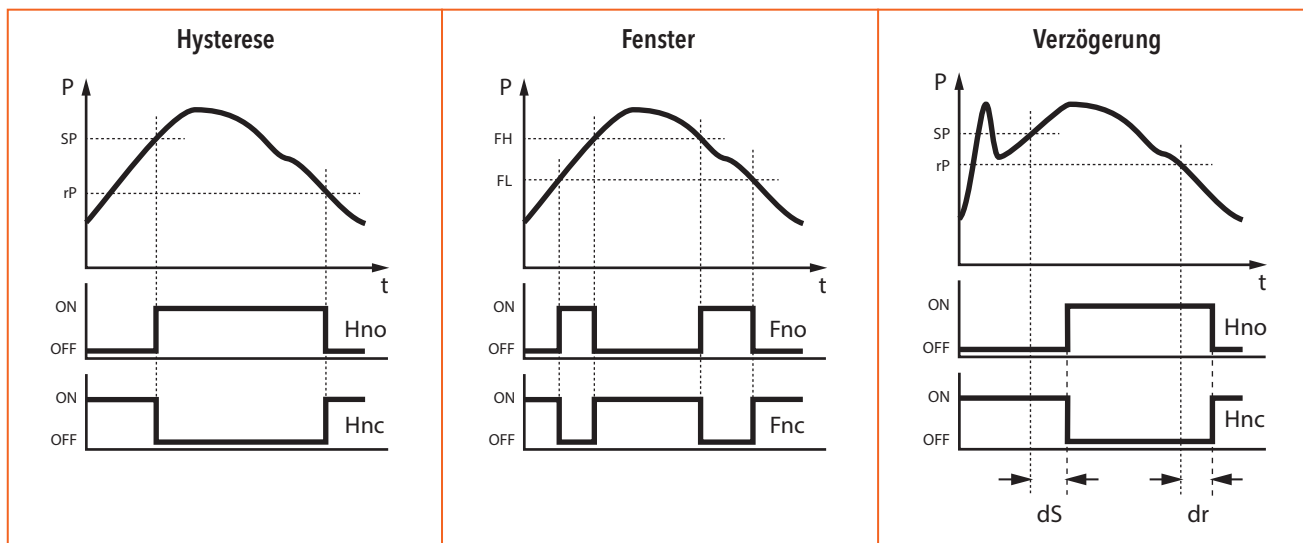 Hysterese
P
SP
rP
t
ON
OFF
Hno
ON
OFF
Hnc
Fenster
P
FH
FL
t
ON
OFF
Fno
ON
OFF
Fnc
Verzögerung
P
SP
rP
t
ON
OFF
Hno
ON
OFF
Hnc
dS
dr